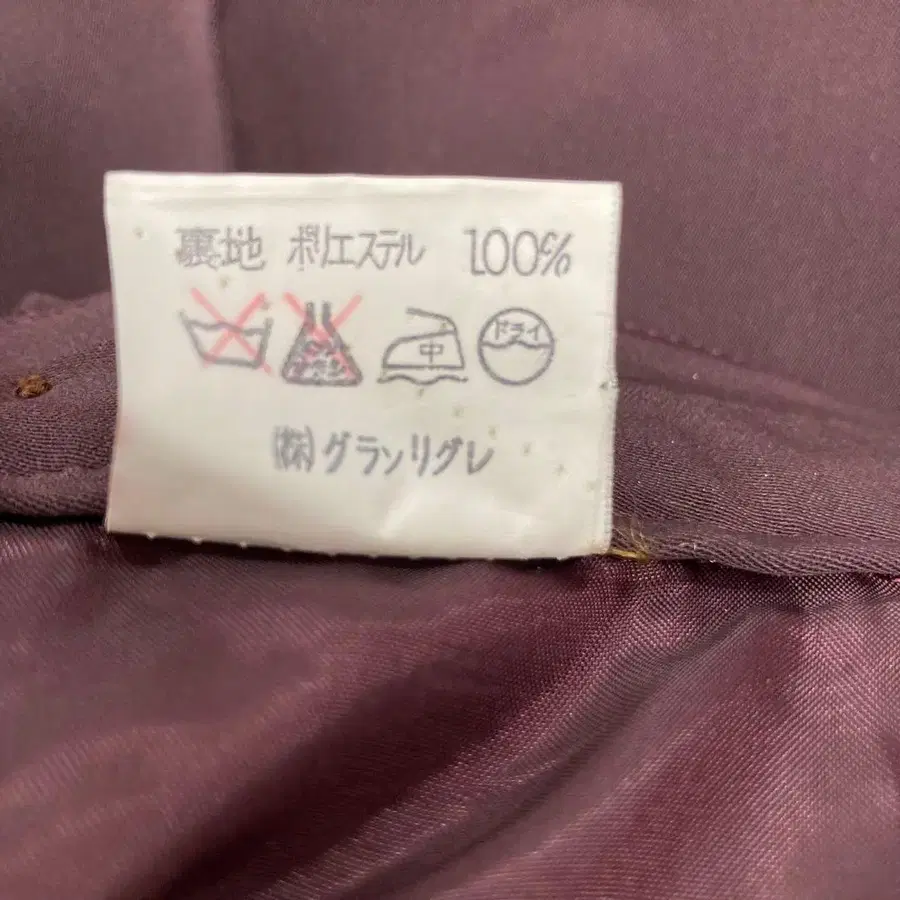 裏地 ポリエステル 100%
中 ドライ
(株)グランリグレ